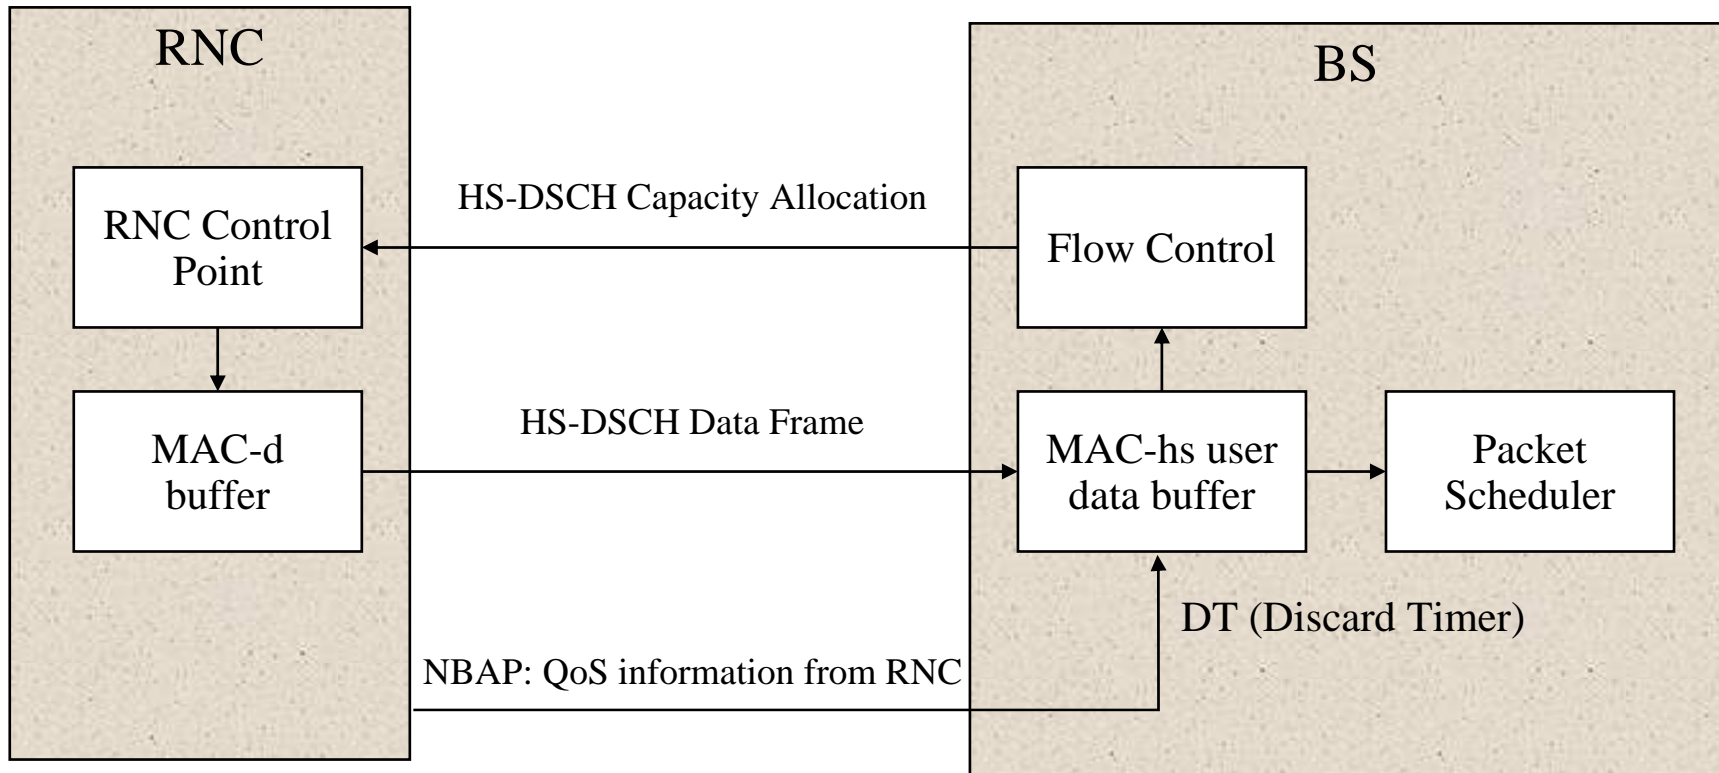 RNC
BS
HS-DSCH Capacity Allocation
RNC Control
Point
Flow Control
HS-DSCH Data Frame
MAC-d
buffer
MAC-hs user
data buffer
Packet
Scheduler
DT (Discard Timer)
NBAP: QoS information from RNC